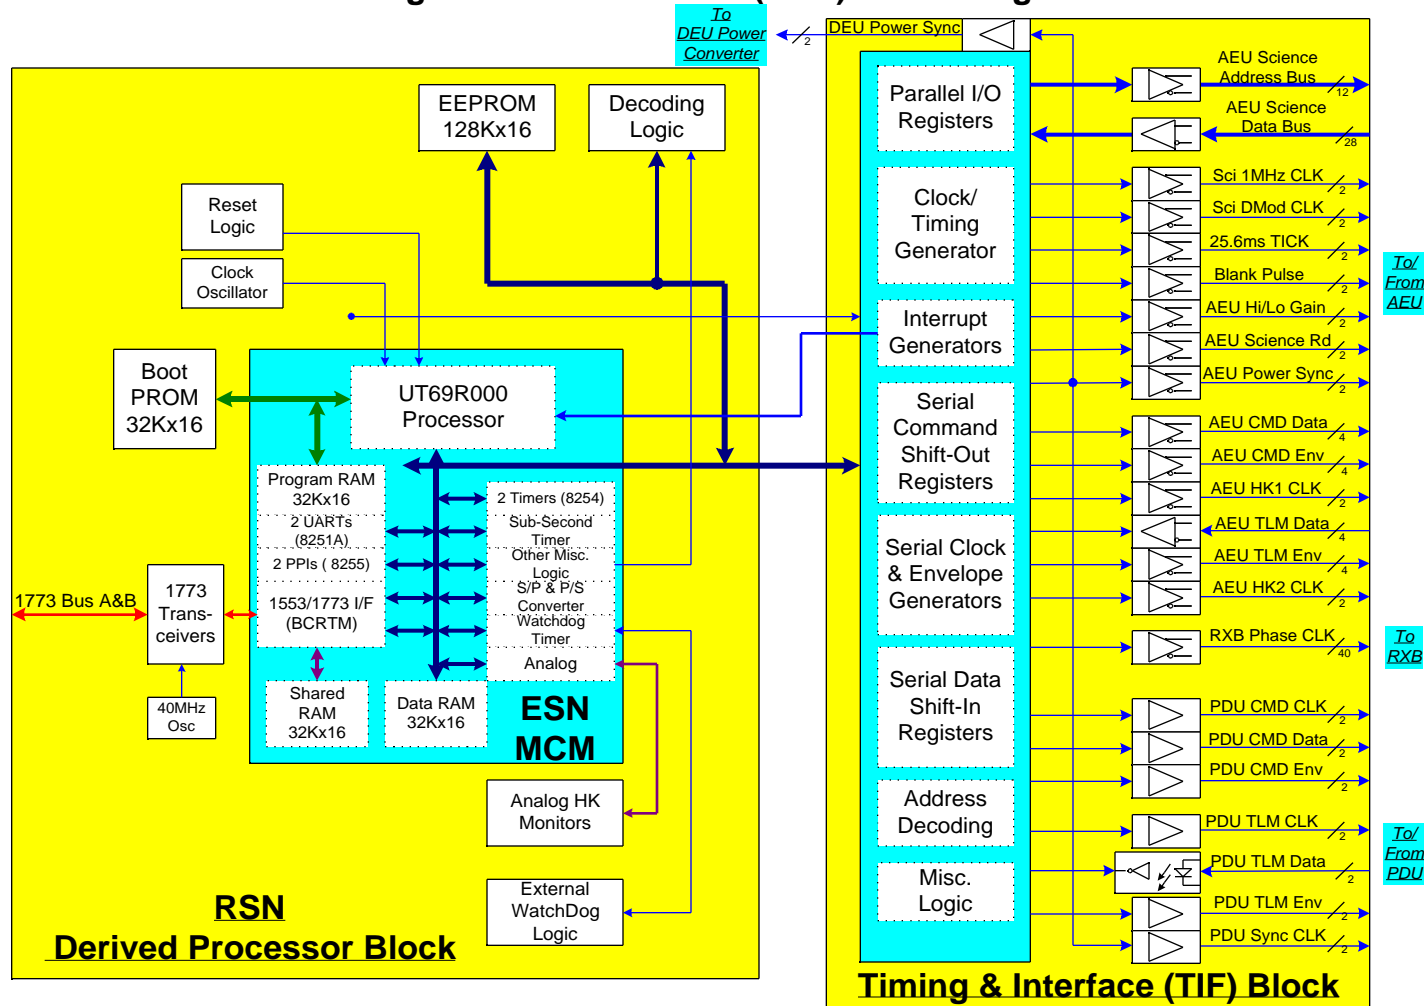 To
DEU Power
Converter
2
DEU Power Sync
EEPROM
128Kx16
Decoding
Logic
Reset
Logic
Clock
Oscillator
Boot
PROM
32Kx16
UT69R000
Processor
Program RAM
32Kx16
2 UARTs
(8251A)
2 PPIs ( 8255)
1553/1773 I/F
(BCRTM)
2 Timers (8254)
Sub-Second
Timer
Other Misc.
Logic
S/P & P/S
Converter
Watchdog
Timer
Analog
1773 Bus A&B
1773
Trans-
ceivers
40MHz
Osc
Shared
RAM
32Kx16
Data RAM
32Kx16
ESN
MCM
Analog HK
Monitors
External
WatchDog
Logic
RSN
Derived Processor Block
Parallel I/O
Registers
Clock/
Timing
Generator
Interrupt
Generators
Serial
Command
Shift-Out
Registers
Serial Clock
& Envelope
Generators
Serial Data
Shift-In
Registers
Address
Decoding
Misc.
Logic
AEU Science
Address Bus
12
AEU Science
Data Bus
28
Sci 1MHz CLK
2
Sci DMod CLK
2
25.6ms TICK
2
Blank Pulse
2
AEU Hi/Lo Gain
2
AEU Science Rd
2
AEU Power Sync
2
AEU CMD Data
4
AEU CMD Env
4
AEU HK1 CLK
2
AEU TLM Data
4
AEU TLM Env
4
AEU HK2 CLK
2
RXB Phase CLK
40
PDU CMD CLK
2
PDU CMD Data
2
PDU CMD Env
2
PDU TLM CLK
2
PDU TLM Data
2
PDU TLM Env
2
PDU Sync CLK
2
To/
From
AEU
To
RXB
To/
From
PDU
Timing & Interface (TIF) Block